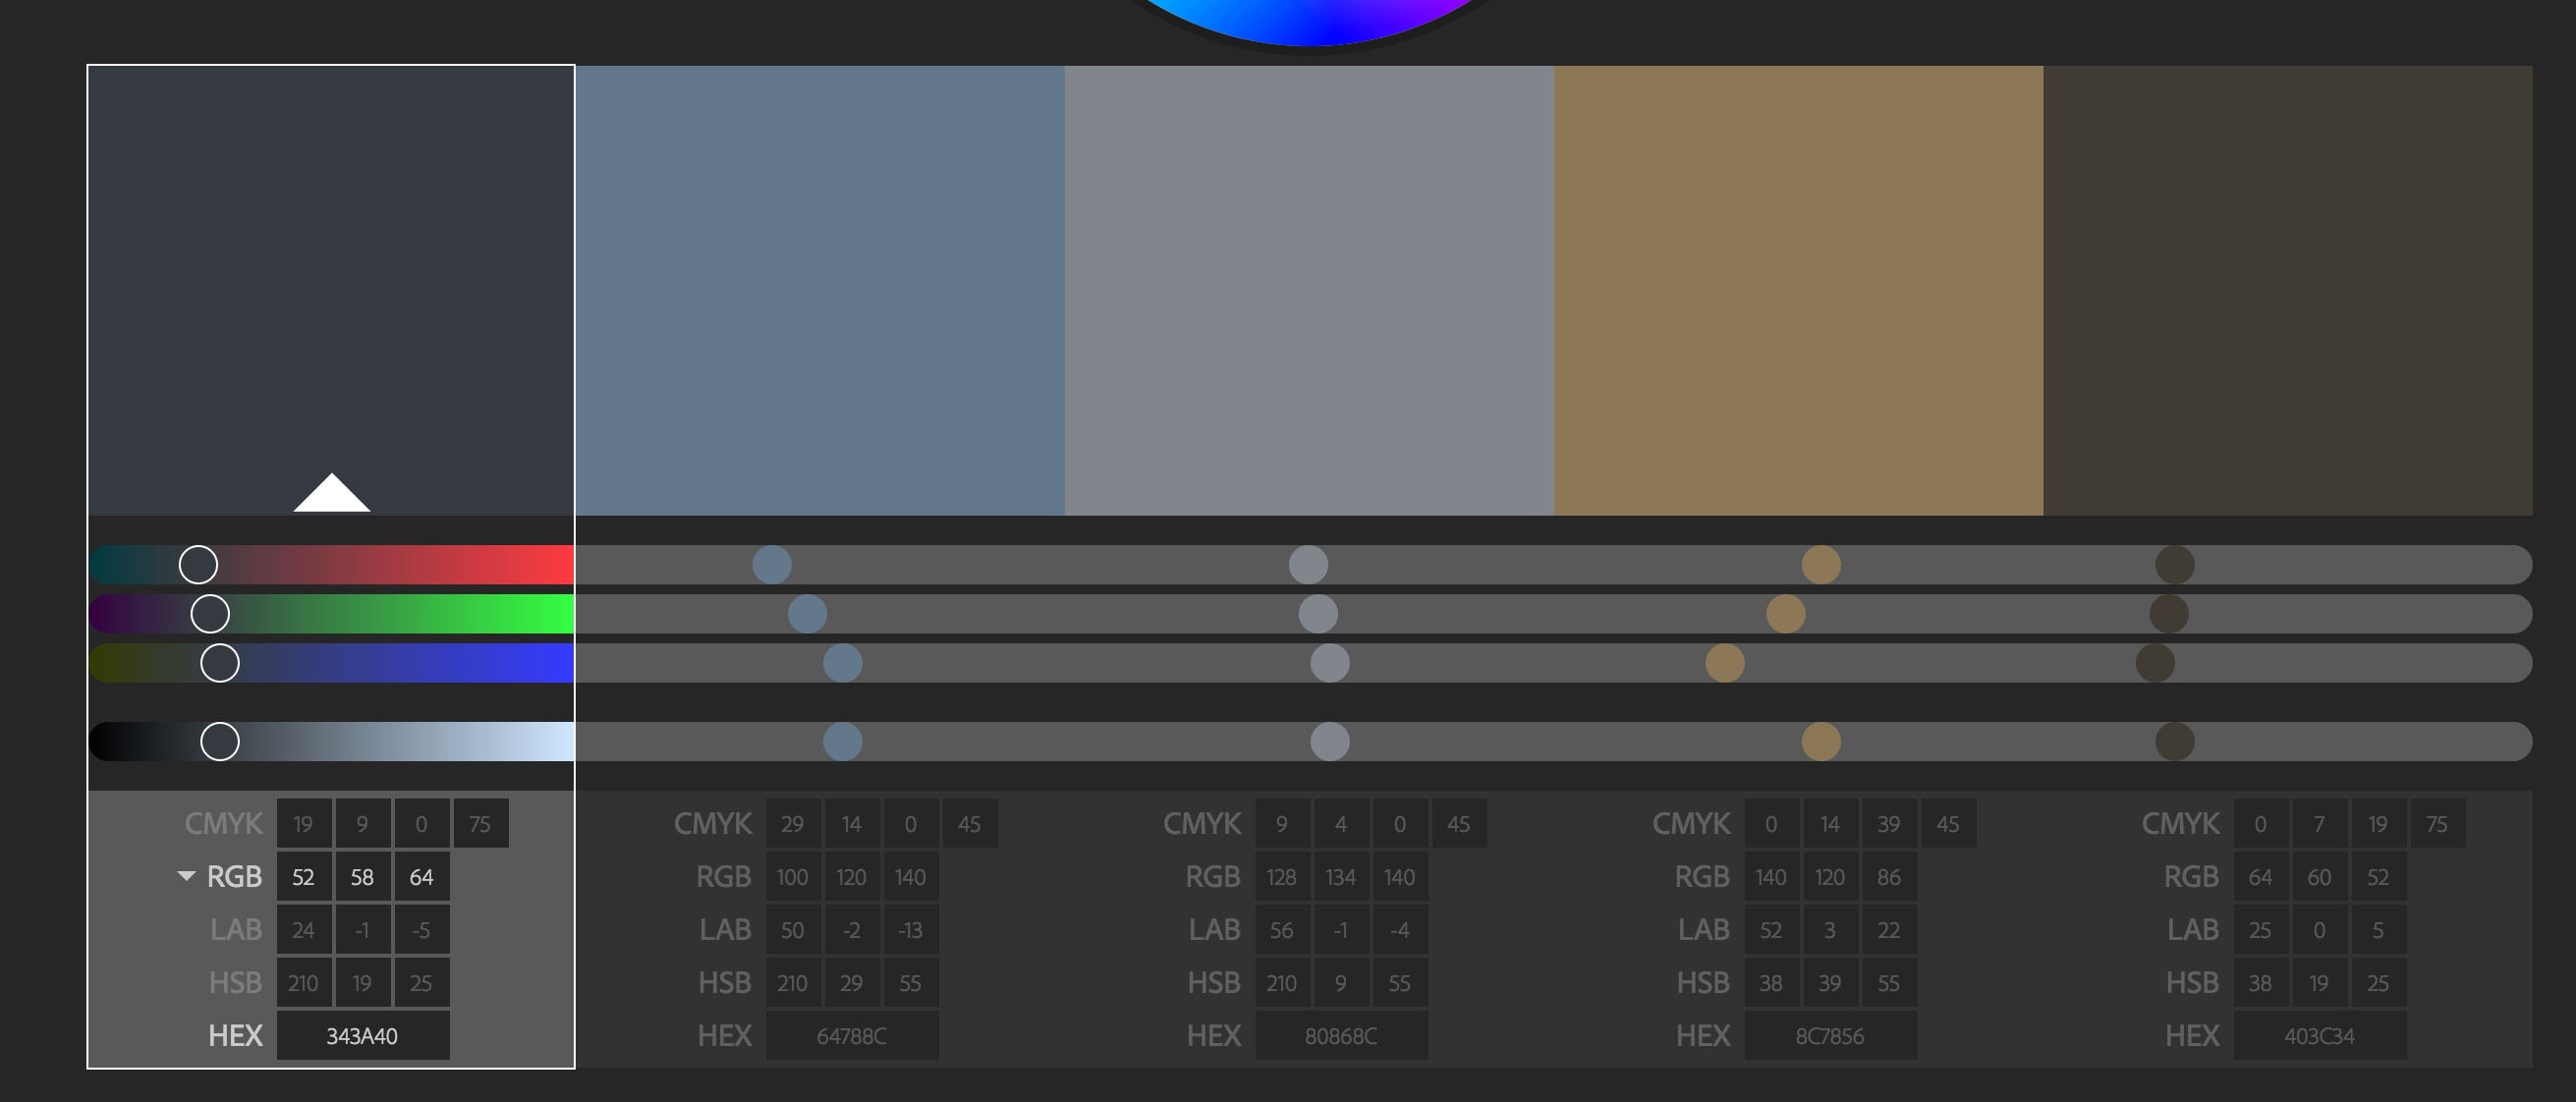 CMYK 19 9 0 75 CMYK 29 14 0 45 CMYK 9 4 0 45 CMYK 0 14 39 45 CMYK 0 7 19 75
RGB 52 58 64 RGB 100 120 140 RGB 128 134 140 RGB 140 120 86 RGB 64 60 52
LAB 24 -1 -5 LAB 50 -2 -13 LAB 56 -1 -4 LAB 52 3 22 LAB 25 0 5
HSB 210 19 25 HSB 210 29 55 HSB 210 9 55 HSB 38 39 55 HSB 38 19 25
HEX 343A40 HEX 64788C HEX 80868C HEX 8C7856 HEX 403C34